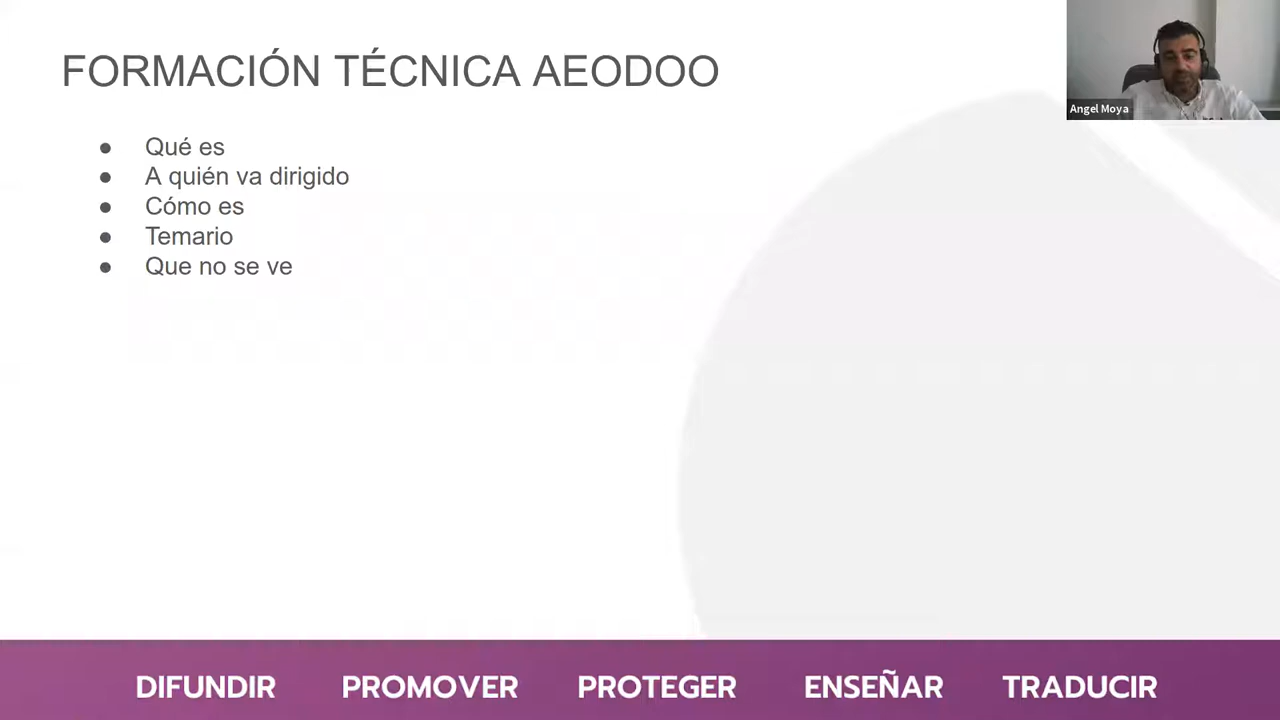 FORMACIÓN TÉCNICA AEODOO
Angel Moya
● Qué es
● A quién va dirigido
● Cómo es
● Temario
● Que no se ve
DIFUNDIR PROMOVER PROTEGER ENSEÑAR TRADUCIR